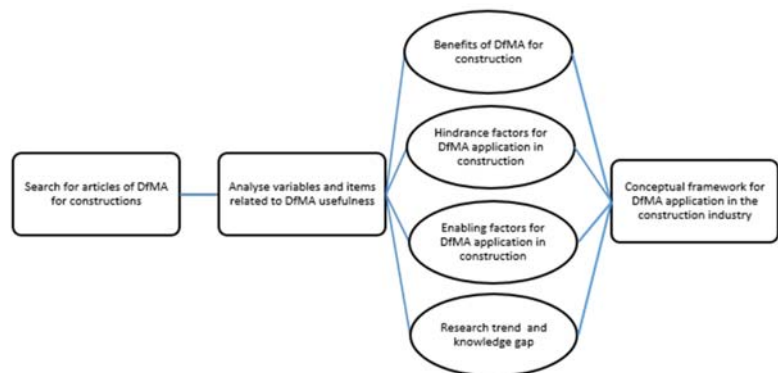 Search for articles of DfMA
for constructions
Analyse variables and items
related to DfMA usefulness
Benefits of DfMA for
construction
Hindrance factors for
DfMA application in
construction
Enabling factors for
DfMA application in
construction
Research trend and
knowledge gap
Conceptual framework for
DfMA application in the
construction industry